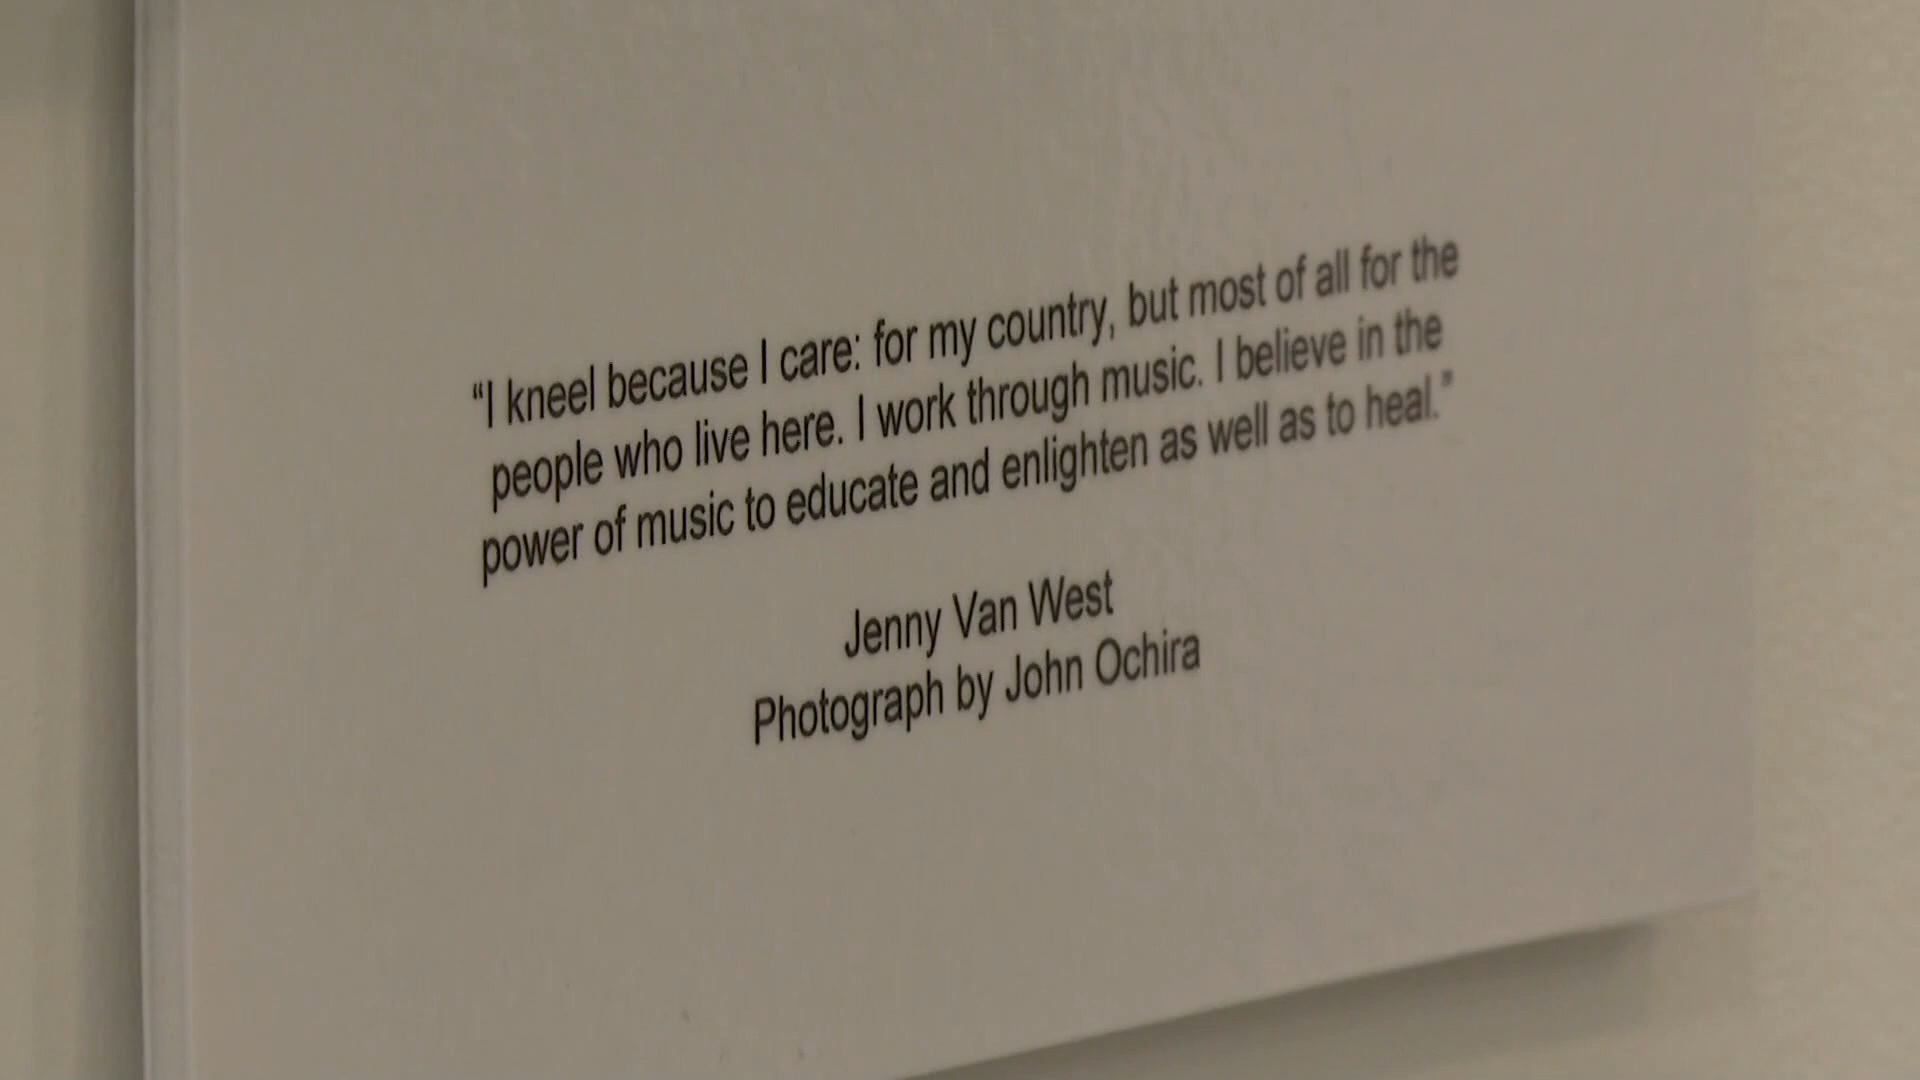 “I kneel because I care: for my country, but most of all for the
people who live here. I work through music. I believe in the
power of music to educate and enlighten as well as to heal.”
Jenny Van West
Photograph by John Ochira